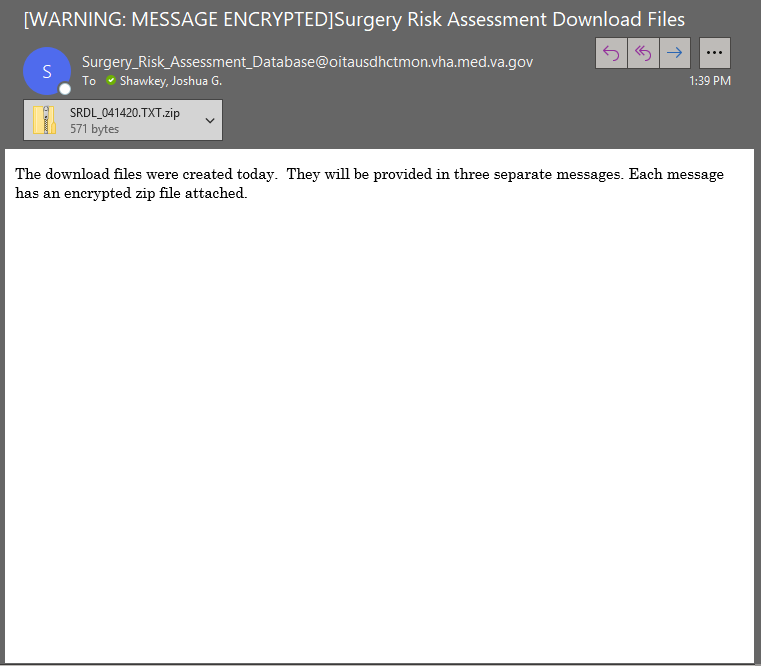 [WARNING: MESSAGE ENCRYPTED]Surgery Risk Assessment Download Files
S
Surgery_Risk_Assessment_Database@oitausdhctmon.vha.med.va.gov
To Shawkey, Joshua G.
1:39 PM
SRDL_041420.TXT.zip
571 bytes
The download files were created today.  They will be provided in three separate messages. Each message
has an encrypted zip file attached.